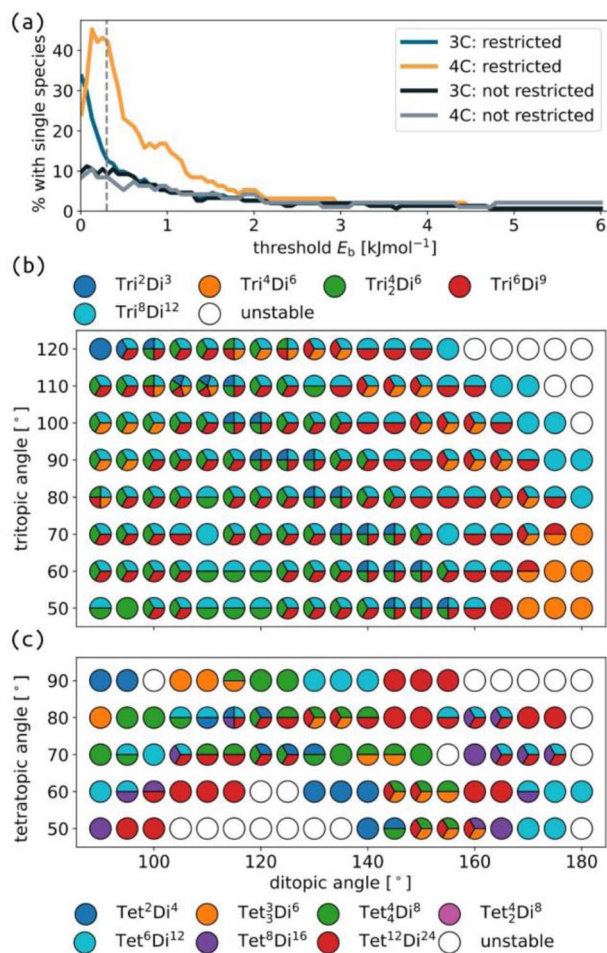 (a)
% with single species
40
30
20
10
0
3C: restricted
4C: restricted
3C: not restricted
4C: not restricted
0 1 2 3 4 5 6
threshold E_b [kJmol⁻¹]
(b)
Tri²Di³ Tri⁴Di⁶ Tri⁴₂Di⁶ Tri⁶Di⁹
Tri⁸Di¹² unstable
tritopic angle [°]
120
110
100
90
80
70
60
50
(c)
tetratopic angle [°]
90
80
70
60
50
100 120 140 160 180
ditopic angle [°]
Tet²Di⁴ Tet³₃Di⁶ Tet⁴₄Di⁸ Tet⁴₂Di⁸
Tet⁶Di¹² Tet⁸Di¹⁶ Tet¹²Di²⁴ unstable